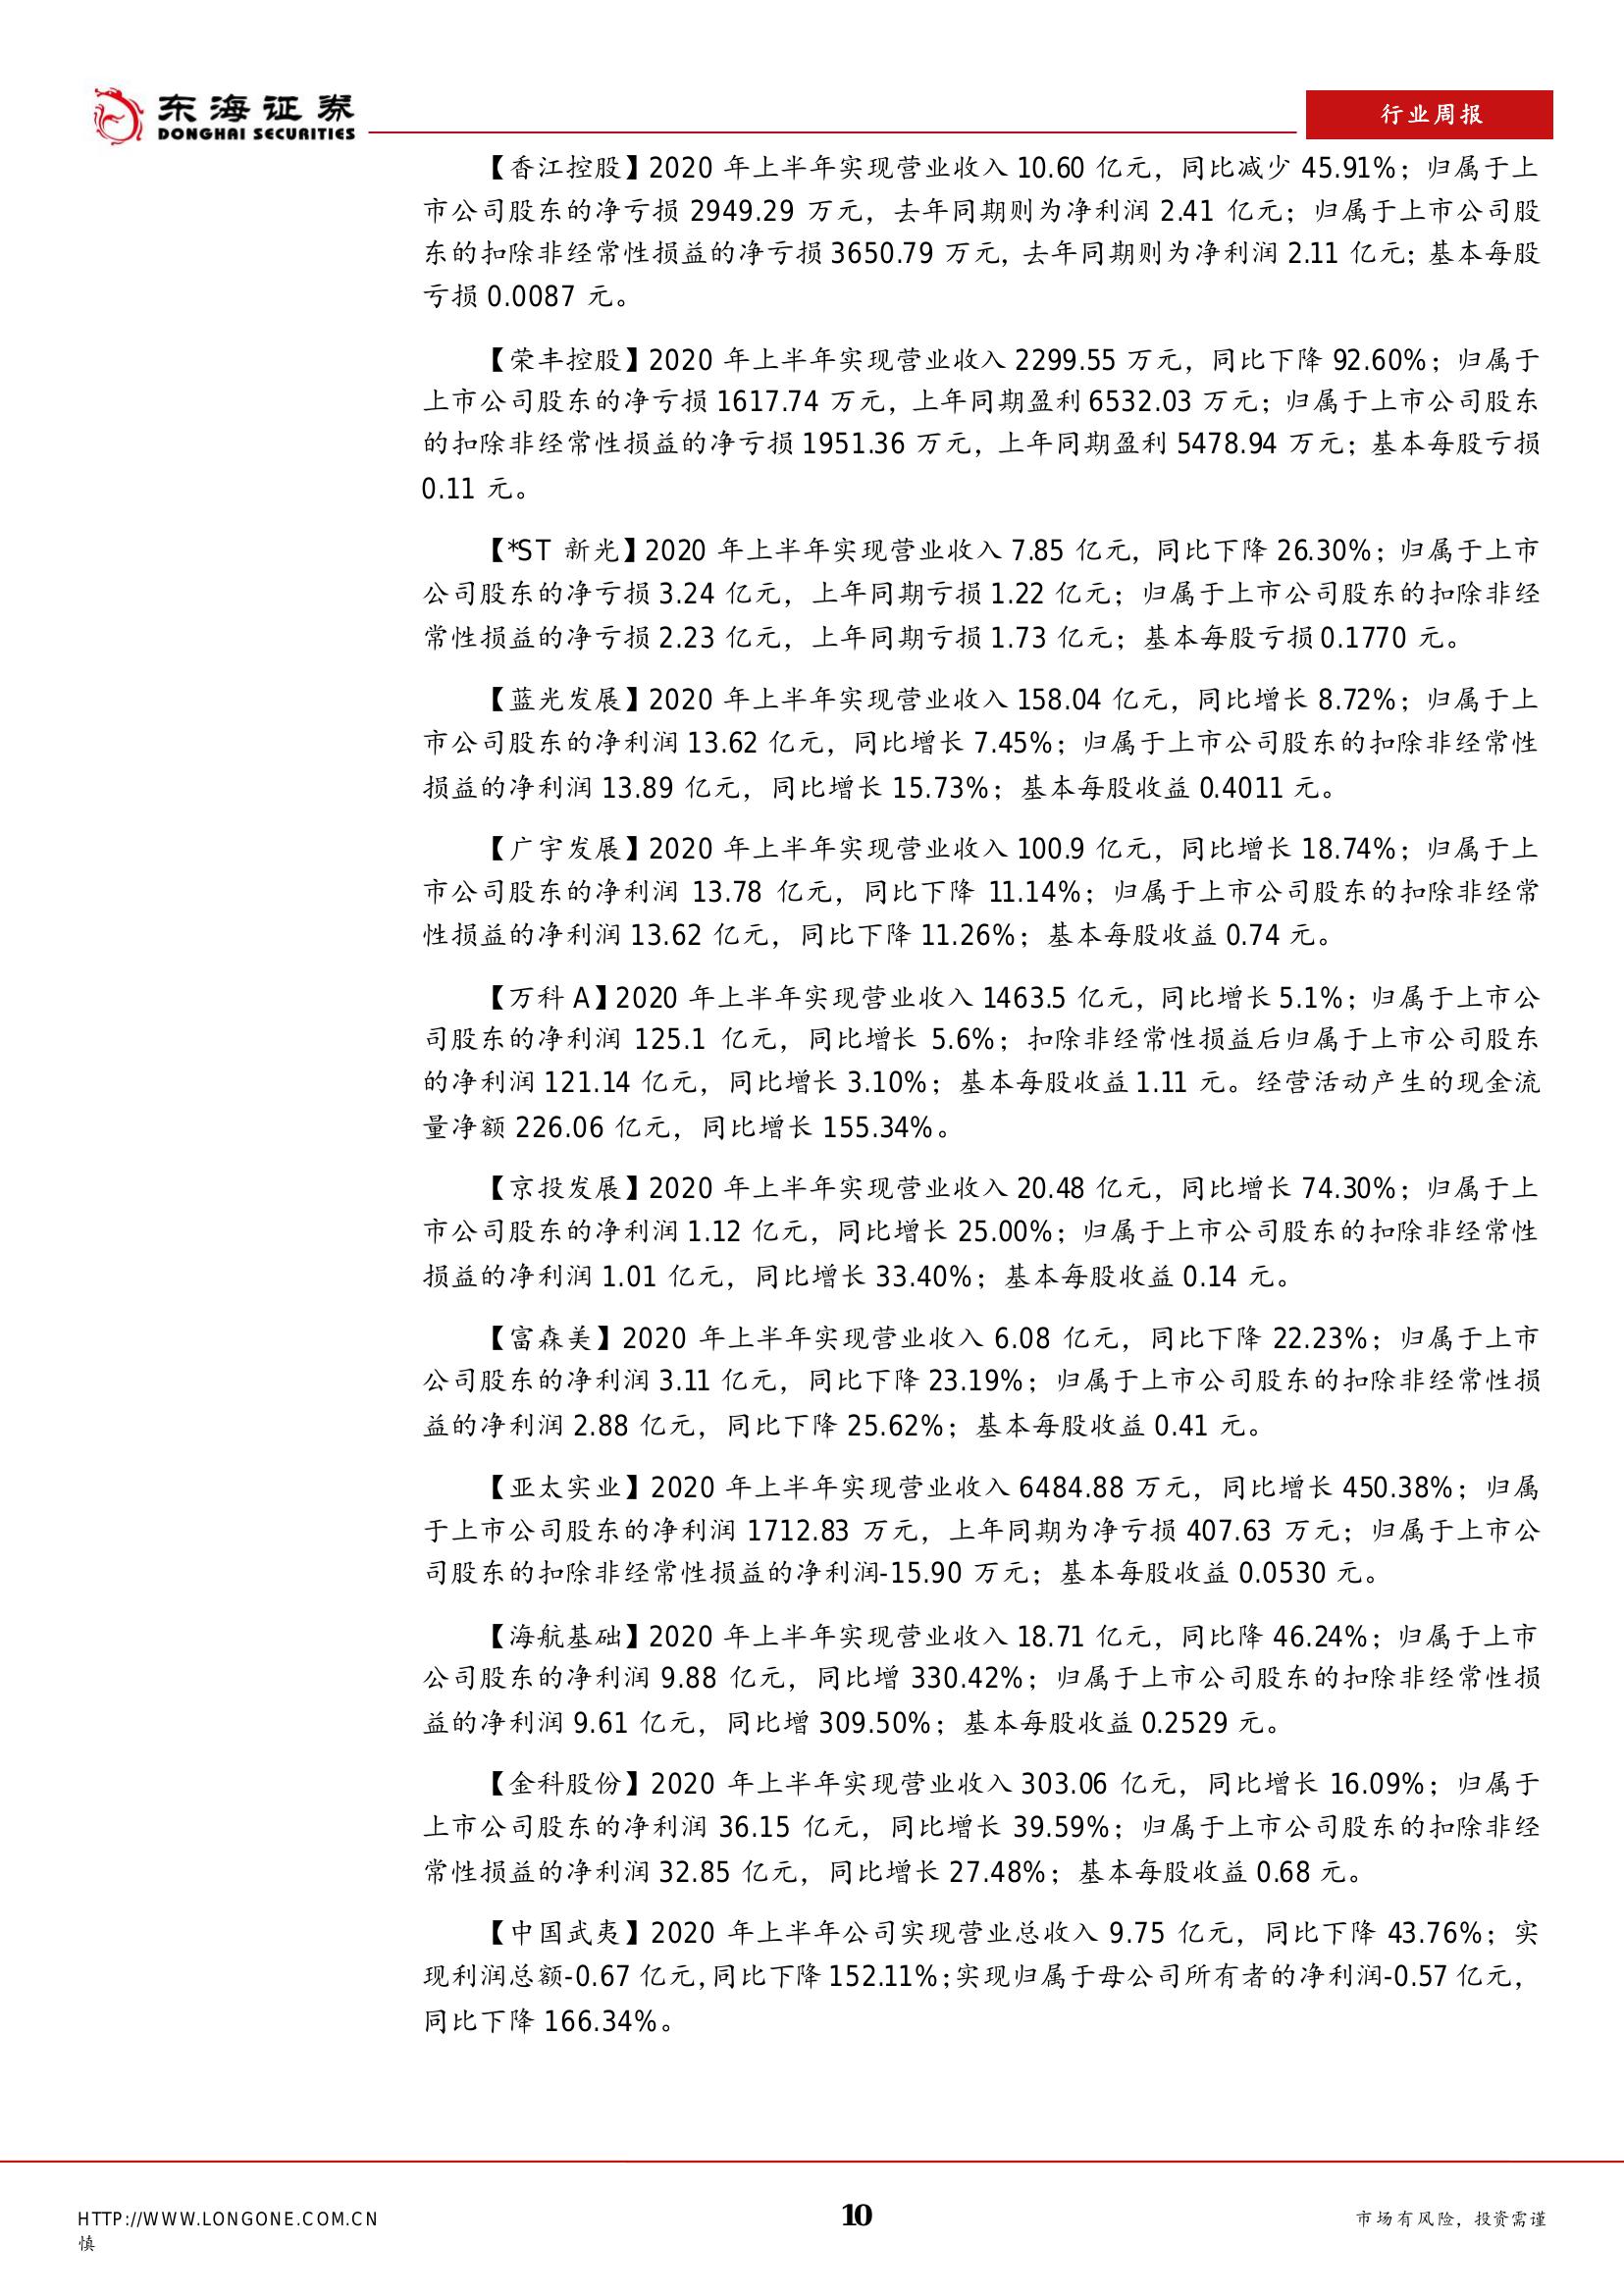 东海证券
DONGHAI SECURITIES
行业周报
【香江控股】2020 年上半年实现营业收入 10.60 亿元，同比减少 45.91%；归属于上
市公司股东的净亏损 2949.29 万元，去年同期则为净利润 2.41 亿元；归属于上市公司股
东的扣除非经常性损益的净亏损 3650.79 万元，去年同期则为净利润 2.11 亿元；基本每股
亏损 0.0087 元。
【荣丰控股】2020 年上半年实现营业收入 2299.55 万元，同比下降 92.60%；归属于
上市公司股东的净亏损 1617.74 万元，上年同期盈利 6532.03 万元；归属于上市公司股东
的扣除非经常性损益的净亏损 1951.36 万元，上年同期盈利 5478.94 万元；基本每股亏损
0.11 元。
【*ST 新光】2020 年上半年实现营业收入 7.85 亿元，同比下降 26.30%；归属于上市
公司股东的净亏损 3.24 亿元，上年同期亏损 1.22 亿元；归属于上市公司股东的扣除非经
常性损益的净亏损 2.23 亿元，上年同期亏损 1.73 亿元；基本每股亏损 0.1770 元。
【蓝光发展】2020 年上半年实现营业收入 158.04 亿元，同比增长 8.72%；归属于上
市公司股东的净利润 13.62 亿元，同比增长 7.45%；归属于上市公司股东的扣除非经常性
损益的净利润 13.89 亿元，同比增长 15.73%；基本每股收益 0.4011 元。
【广宇发展】2020 年上半年实现营业收入 100.9 亿元，同比增长 18.74%；归属于上
市公司股东的净利润 13.78 亿元，同比下降 11.14%；归属于上市公司股东的扣除非经常
性损益的净利润 13.62 亿元，同比下降 11.26%；基本每股收益 0.74 元。
【万科 A】2020 年上半年实现营业收入 1463.5 亿元，同比增长 5.1%；归属于上市公
司股东的净利润 125.1 亿元，同比增长 5.6%；扣除非经常性损益后归属于上市公司股东
的净利润 121.14 亿元，同比增长 3.10%；基本每股收益 1.11 元。经营活动产生的现金流
量净额 226.06 亿元，同比增长 155.34%。
【京投发展】2020 年上半年实现营业收入 20.48 亿元，同比增长 74.30%；归属于上
市公司股东的净利润 1.12 亿元，同比增长 25.00%；归属于上市公司股东的扣除非经常性
损益的净利润 1.01 亿元，同比增长 33.40%；基本每股收益 0.14 元。
【富森美】2020 年上半年实现营业收入 6.08 亿元，同比下降 22.23%；归属于上市
公司股东的净利润 3.11 亿元，同比下降 23.19%；归属于上市公司股东的扣除非经常性损
益的净利润 2.88 亿元，同比下降 25.62%；基本每股收益 0.41 元。
【亚太实业】2020 年上半年实现营业收入 6484.88 万元，同比增长 450.38%；归属
于上市公司股东的净利润 1712.83 万元，上年同期为净亏损 407.63 万元；归属于上市公
司股东的扣除非经常性损益的净利润-15.90 万元；基本每股收益 0.0530 元。
【海航基础】2020 年上半年实现营业收入 18.71 亿元，同比降 46.24%；归属于上市
公司股东的净利润 9.88 亿元，同比增 330.42%；归属于上市公司股东的扣除非经常性损
益的净利润 9.61 亿元，同比增 309.50%；基本每股收益 0.2529 元。
【金科股份】2020 年上半年实现营业收入 303.06 亿元，同比增长 16.09%；归属于
上市公司股东的净利润 36.15 亿元，同比增长 39.59%；归属于上市公司股东的扣除非经
常性损益的净利润 32.85 亿元，同比增长 27.48%；基本每股收益 0.68 元。
【中国武夷】2020 年上半年公司实现营业总收入 9.75 亿元，同比下降 43.76%；实
现利润总额-0.67 亿元，同比下降 152.11%；实现归属于母公司所有者的净利润-0.57 亿元，
同比下降 166.34%。
HTTP://WWW.LONGONE.COM.CN 10 市场有风险，投资需谨
慎